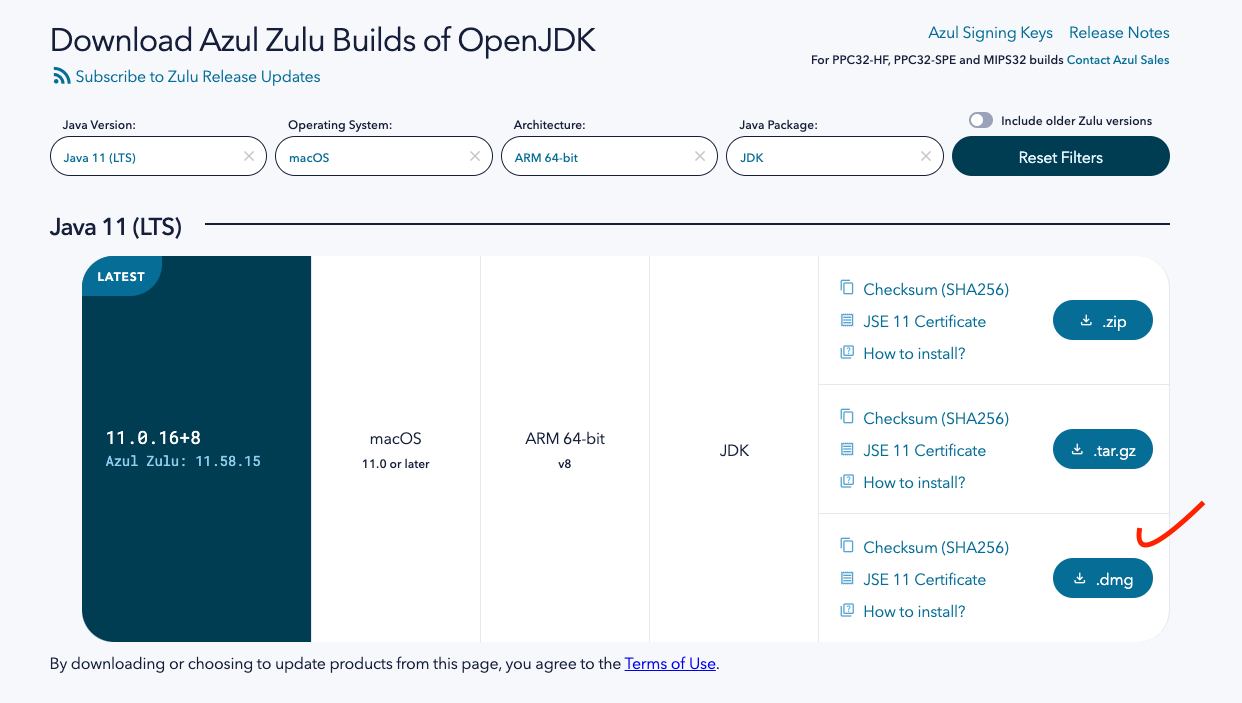 Download Azul Zulu Builds of OpenJDK
Azul Signing Keys Release Notes
Subscribe to Zulu Release Updates
For PPC32-HF, PPC32-SPE and MIPS32 builds Contact Azul Sales
Java Version:
Java 11 (LTS)
Operating System:
macOS
Architecture:
ARM 64-bit
Java Package:
JDK
Include older Zulu versions
Reset Filters
Java 11 (LTS)
LATEST
11.0.16+8
Azul Zulu: 11.58.15
macOS
11.0 or later
ARM 64-bit
v8
JDK
Checksum (SHA256)
JSE 11 Certificate
How to install?
.zip
Checksum (SHA256)
JSE 11 Certificate
How to install?
.tar.gz
Checksum (SHA256)
JSE 11 Certificate
How to install?
.dmg
By downloading or choosing to update products from this page, you agree to the Terms of Use.